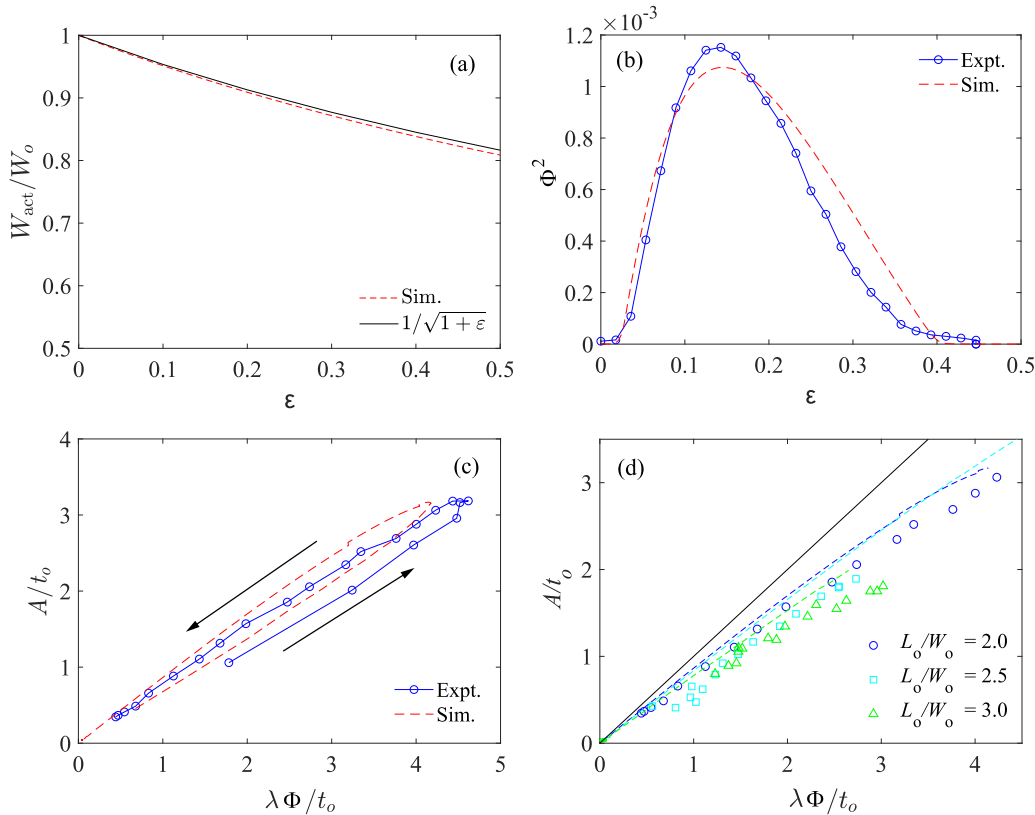 (a)
W_act/W_o
1
0.9
0.8
0.7
0.6
0.5
Sim.
1/√1 + ε
0 0.1 0.2 0.3 0.4 0.5
ε
×10⁻³
(b)
Φ²
1.2
1
0.8
0.6
0.4
0.2
0
Expt.
Sim.
0 0.1 0.2 0.3 0.4 0.5
ε
(c)
A/t_o
4
3
2
1
0
Expt.
Sim.
0 1 2 3 4 5
λ Φ/t_o
(d)
A/t_o
3
2
1
0
L_o/W_o = 2.0
L_o/W_o = 2.5
L_o/W_o = 3.0
0 1 2 3 4
λ Φ/t_o